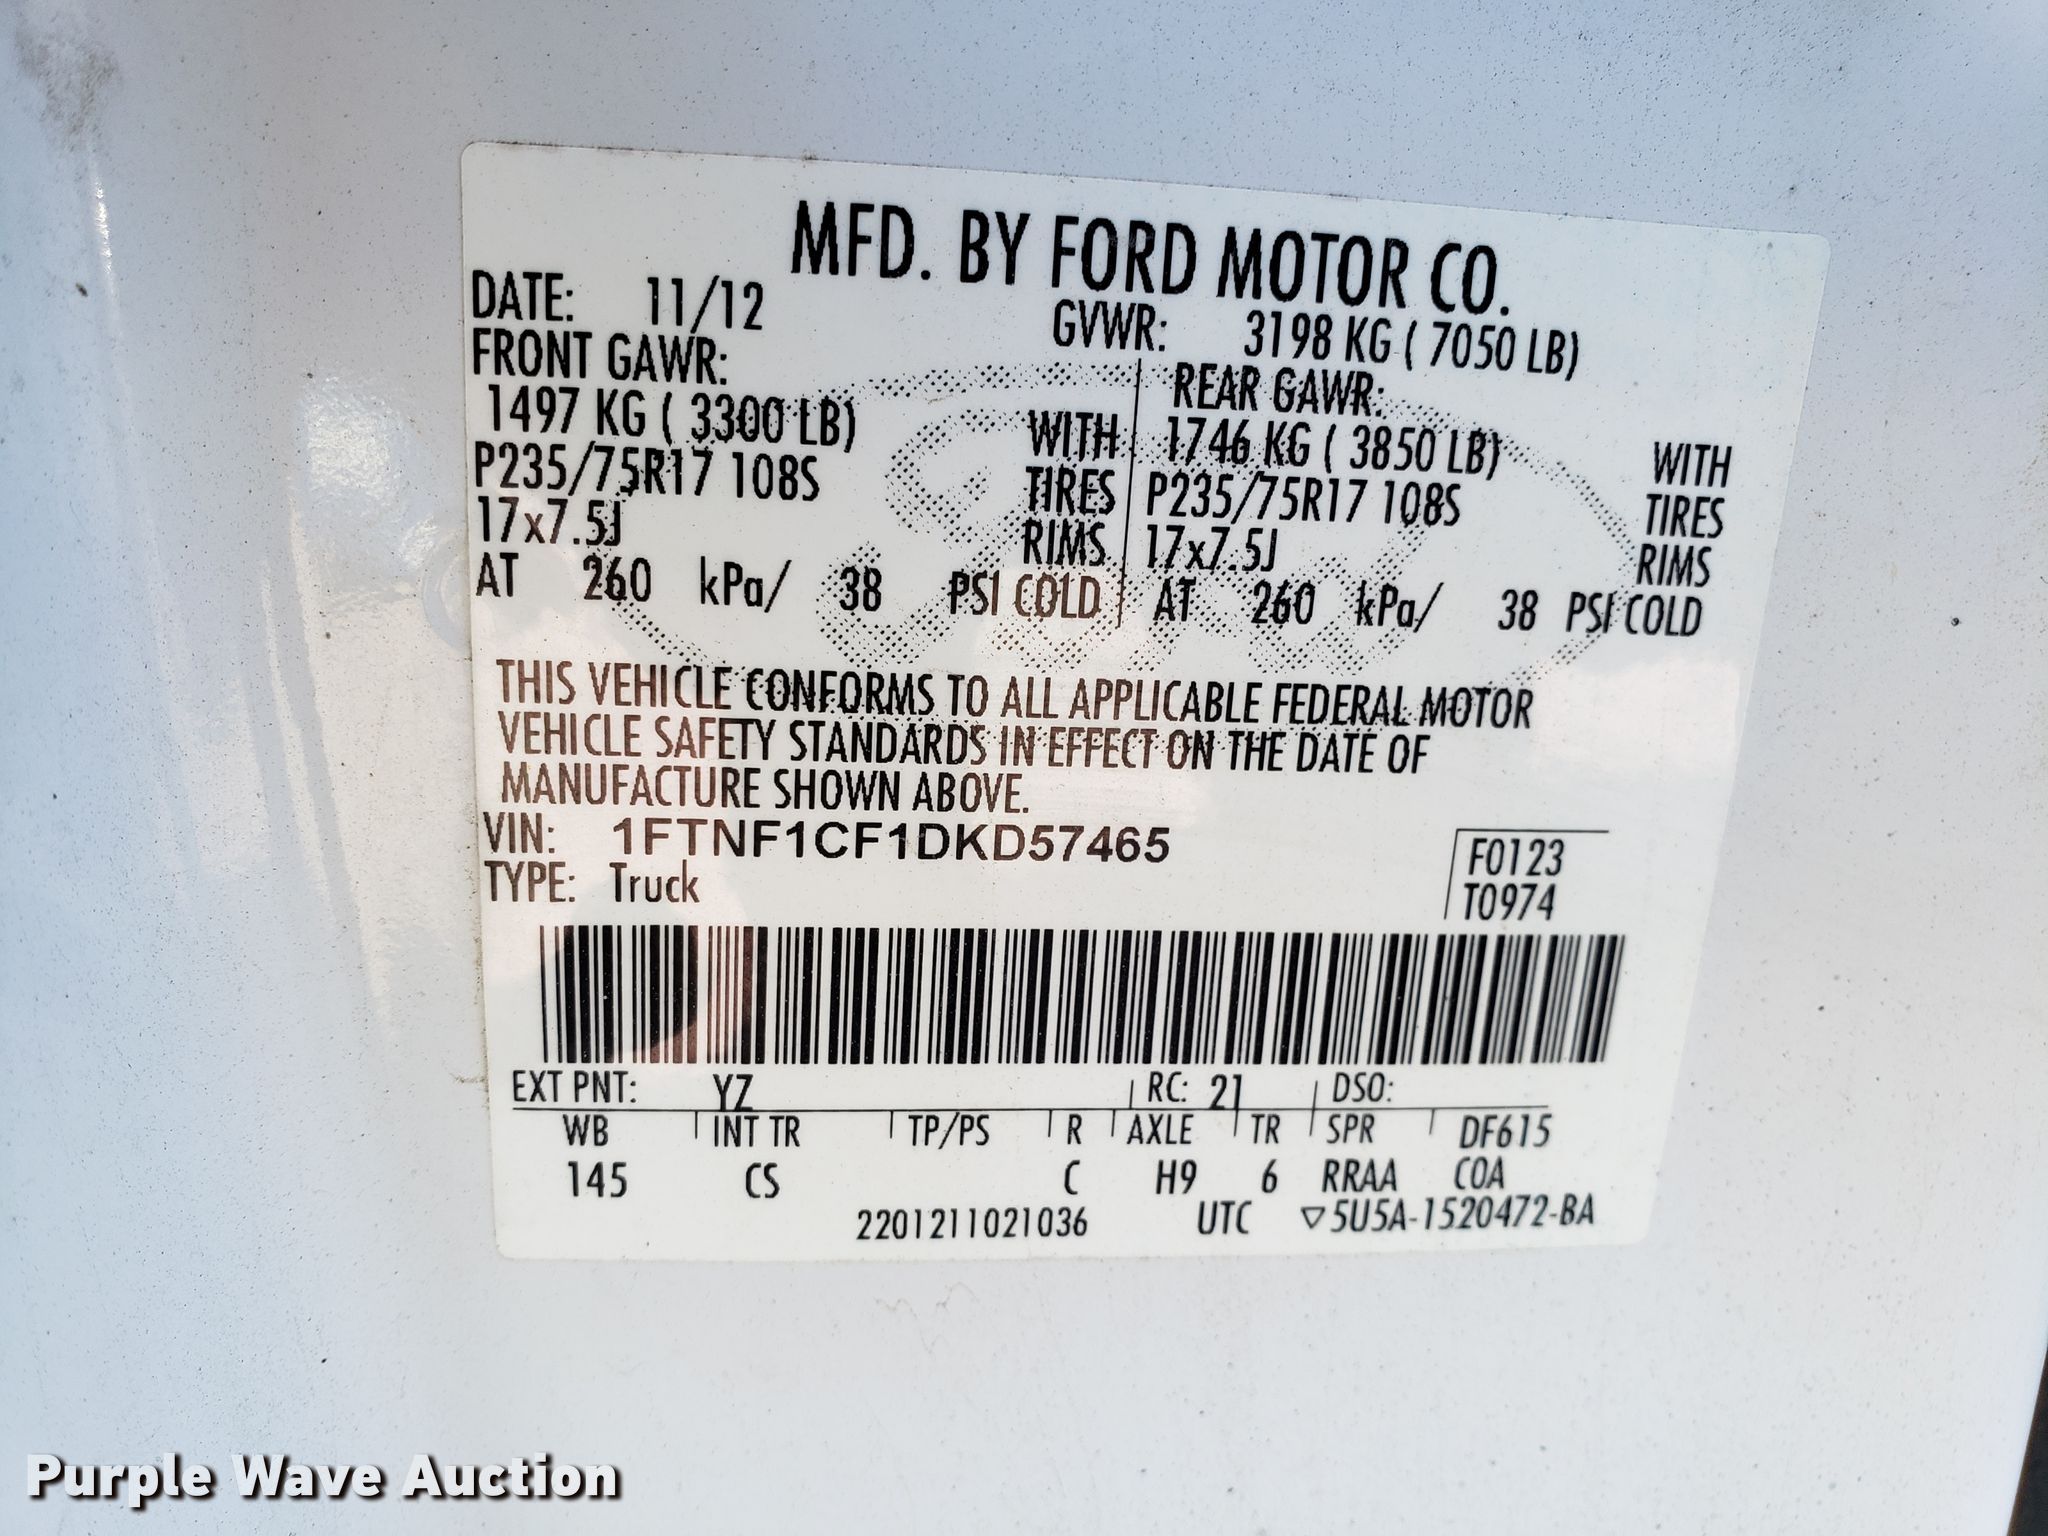 MFD. BY FORD MOTOR CO.
DATE: 11/12 GVWR: 3198 KG ( 7050 LB)
FRONT GAWR: REAR GAWR:
1497 KG ( 3300 LB) WITH 1746 KG ( 3850 LB) WITH
P235/75R17 108S TIRES P235/75R17 108S TIRES
17x7.5J RIMS 17x7.5J RIMS
AT 260 kPa/ 38 PSI COLD AT 260 kPa/ 38 PSI COLD
THIS VEHICLE CONFORMS TO ALL APPLICABLE FEDERAL MOTOR
VEHICLE SAFETY STANDARDS IN EFFECT ON THE DATE OF
MANUFACTURE SHOWN ABOVE.
VIN: 1FTNF1CF1DKD57465
TYPE: Truck
F0123
T0974
EXT PNT: YZ RC: 21 DSO:
WB INT TR TP/PS R AXLE TR SPR DF615
145 CS C H9 6 RRAA COA
2201211021036 UTC ▽5U5A-1520472-BA
Purple Wave Auction